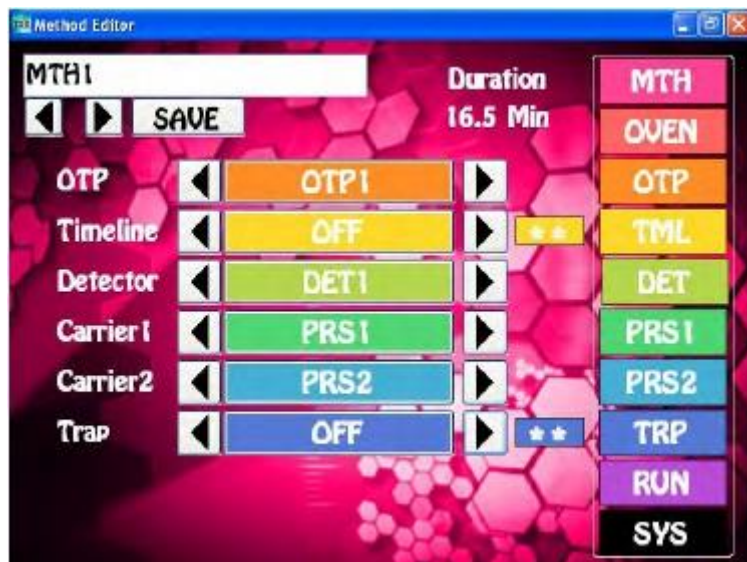 Method Editor
MTH1
Duration
16.5 Min
SAVE
OTP OTP1
Timeline OFF **
Detector DET1
Carrier1 PRS1
Carrier2 PRS2
Trap OFF **
MTH
OVEN
OTP
TML
DET
PRS1
PRS2
TRP
RUN
SYS